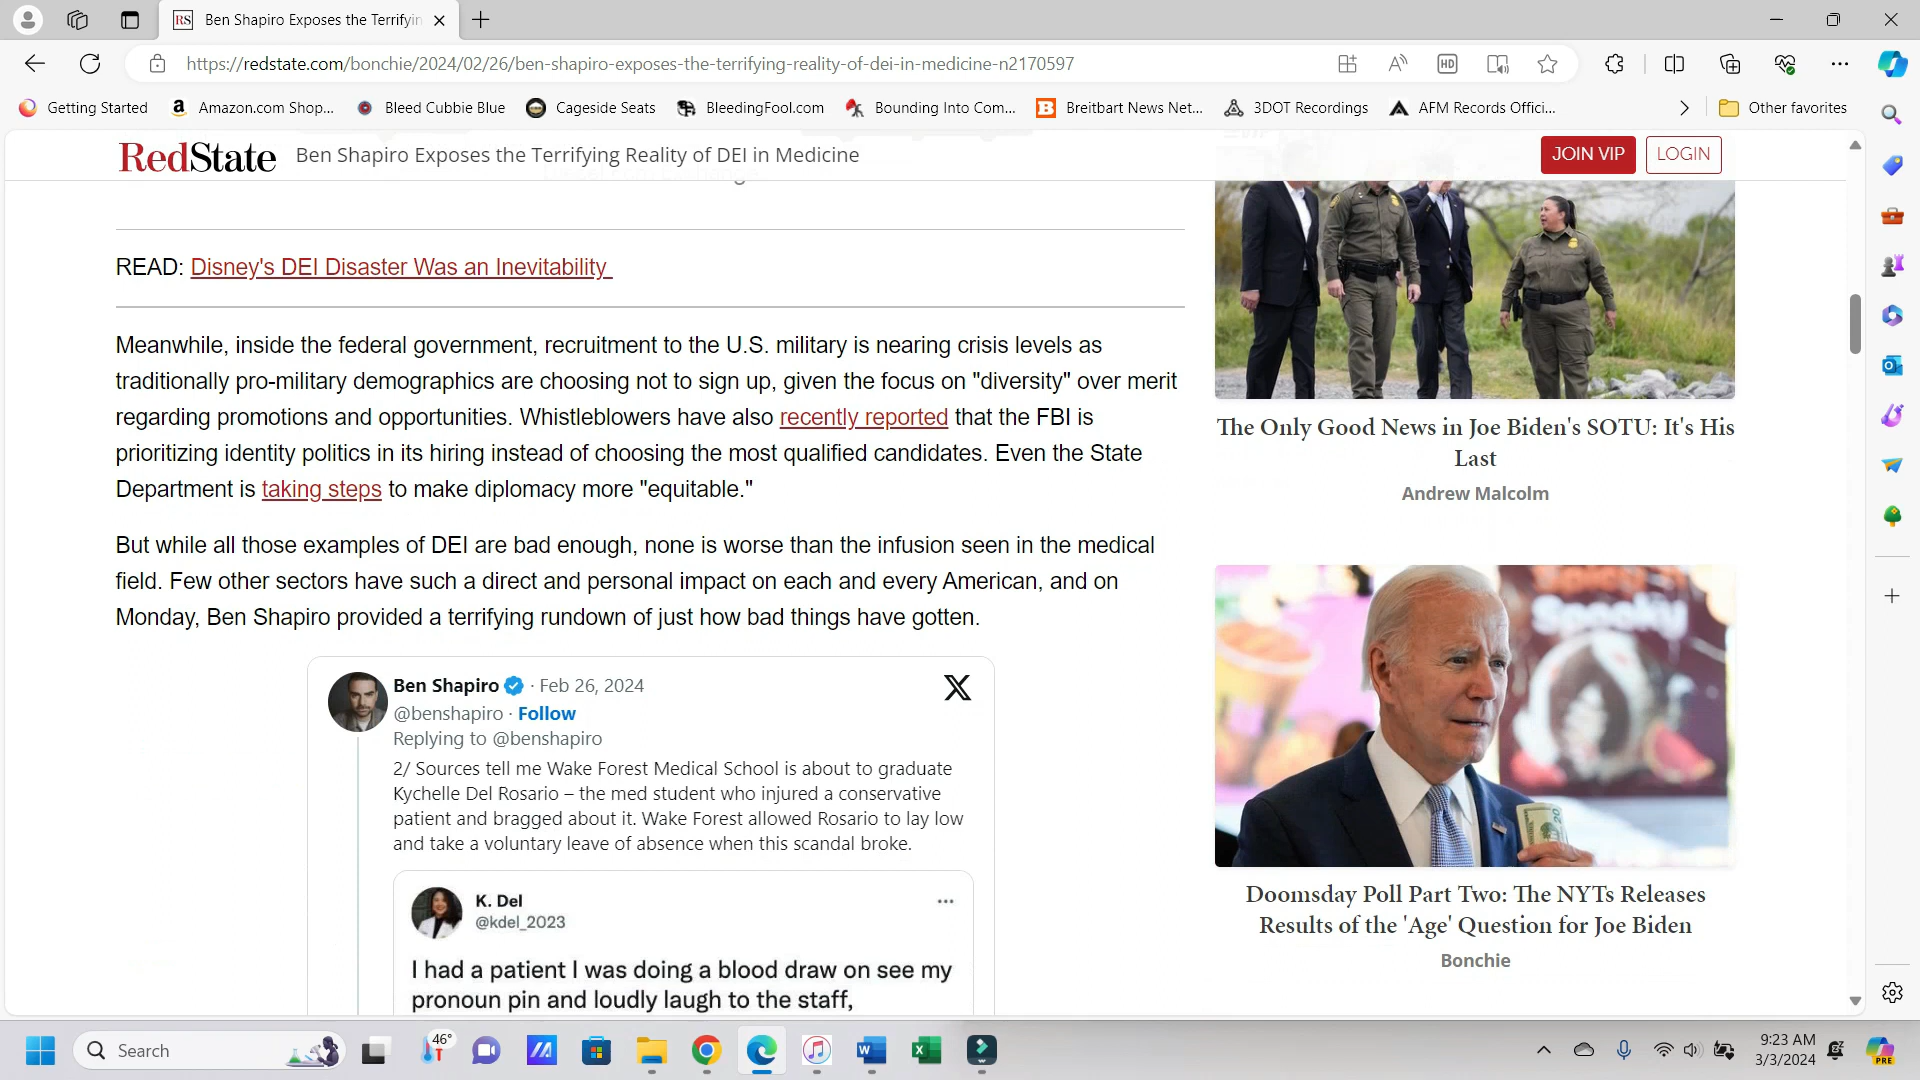 Ben Shapiro Exposes the Terrifyin
https://redstate.com/bonchie/2024/02/26/ben-shapiro-exposes-the-terrifying-reality-of-dei-in-medicine-n2170597
HD
Getting Started
Amazon.com Shop...
Bleed Cubbie Blue
Cageside Seats
BleedingFool.com
Bounding Into Com...
Breitbart News Net...
3DOT Recordings
AFM Records Offici...
Other favorites
RedState
Ben Shapiro Exposes the Terrifying Reality of DEI in Medicine
JOIN VIP
LOGIN
READ: Disney's DEI Disaster Was an Inevitability
Meanwhile, inside the federal government, recruitment to the U.S. military is nearing crisis levels as
traditionally pro-military demographics are choosing not to sign up, given the focus on "diversity" over merit
regarding promotions and opportunities. Whistleblowers have also recently reported that the FBI is
prioritizing identity politics in its hiring instead of choosing the most qualified candidates. Even the State
Department is taking steps to make diplomacy more "equitable."
But while all those examples of DEI are bad enough, none is worse than the infusion seen in the medical
field. Few other sectors have such a direct and personal impact on each and every American, and on
Monday, Ben Shapiro provided a terrifying rundown of just how bad things have gotten.
Ben Shapiro · Feb 26, 2024
@benshapiro · Follow
Replying to @benshapiro
2/ Sources tell me Wake Forest Medical School is about to graduate
Kychelle Del Rosario – the med student who injured a conservative
patient and bragged about it. Wake Forest allowed Rosario to lay low
and take a voluntary leave of absence when this scandal broke.
K. Del
@kdel_2023
I had a patient I was doing a blood draw on see my
pronoun pin and loudly laugh to the staff,
The Only Good News in Joe Biden's SOTU: It's His
Last
Andrew Malcolm
Spooky
Doomsday Poll Part Two: The NYTs Releases
Results of the 'Age' Question for Joe Biden
Bonchie
Search
46°
9:23 AM
3/3/2024
PRE